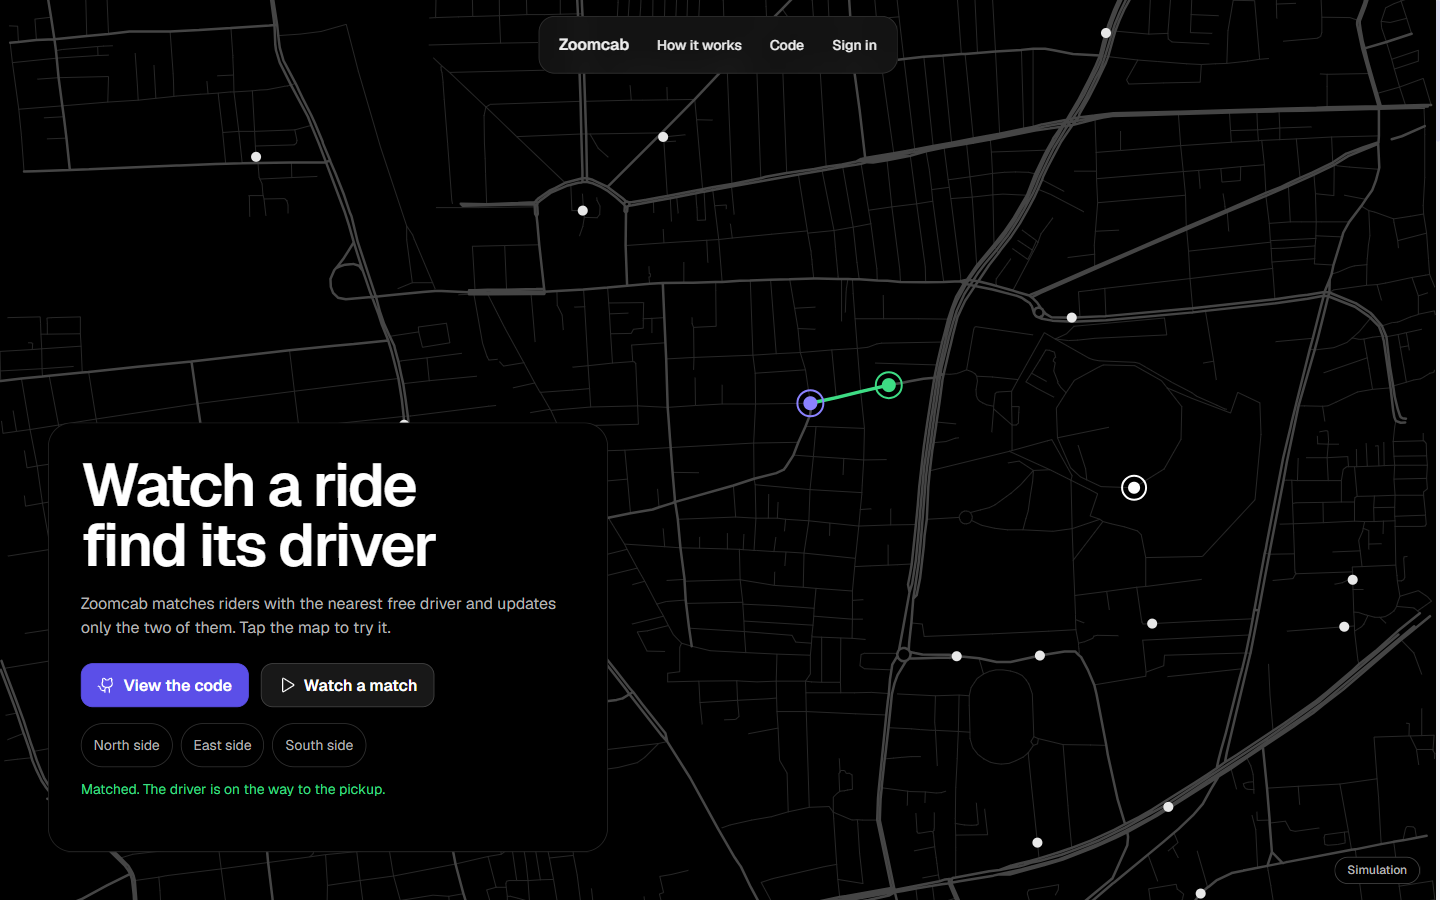 Zoomcab How it works Code Sign in
Watch a ride
find its driver
Zoomcab matches riders with the nearest free driver and updates
only the two of them. Tap the map to try it.
View the code Watch a match
North side East side South side
Matched. The driver is on the way to the pickup.
Simulation